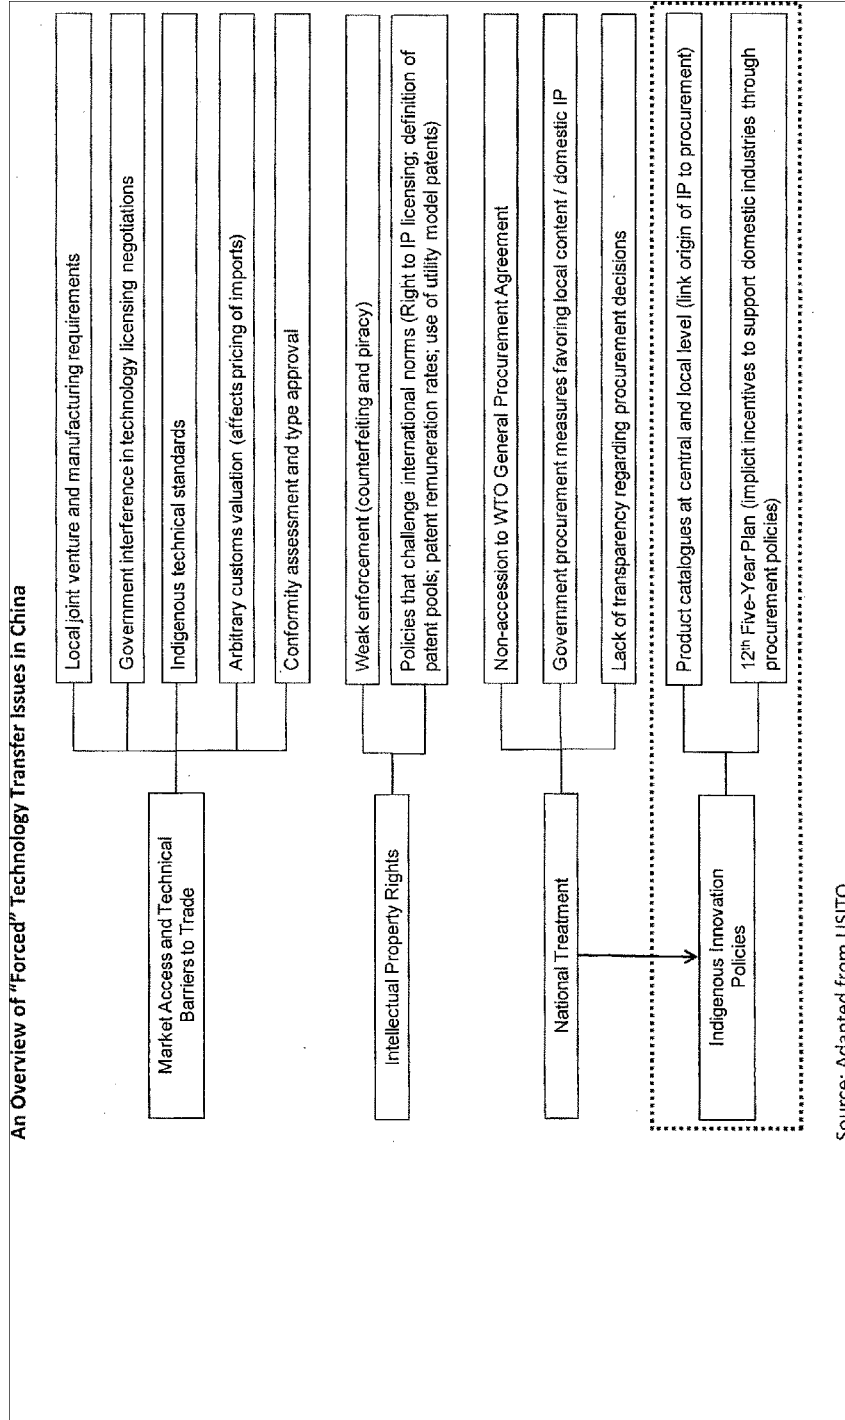 An Overview of "Forced" Technology Transfer Issues in China
Market Access and Technical
Barriers to Trade
Local joint venture and manufacturing requirements
Government interference in technology licensing negotiations
Indigenous technical standards
Arbitrary customs valuation (affects pricing of imports)
Conformity assessment and type approval
Intellectual Property Rights
Weak enforcement (counterfeiting and piracy)
Policies that challenge international norms (Right to IP licensing; definition of
patent pools; patent remuneration rates; use of utility model patents)
National Treatment
Non-accession to WTO General Procurement Agreement
Government procurement measures favoring local content / domestic IP
Lack of transparency regarding procurement decisions
Indigenous Innovation
Policies
Product catalogues at central and local level (link origin of IP to procurement)
12th Five-Year Plan (implicit incentives to support domestic industries through
procurement policies)
Source: Adapted from USITO